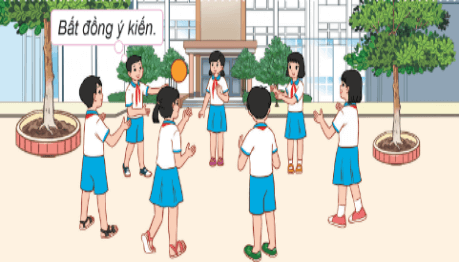 Bất đồng ý kiến.